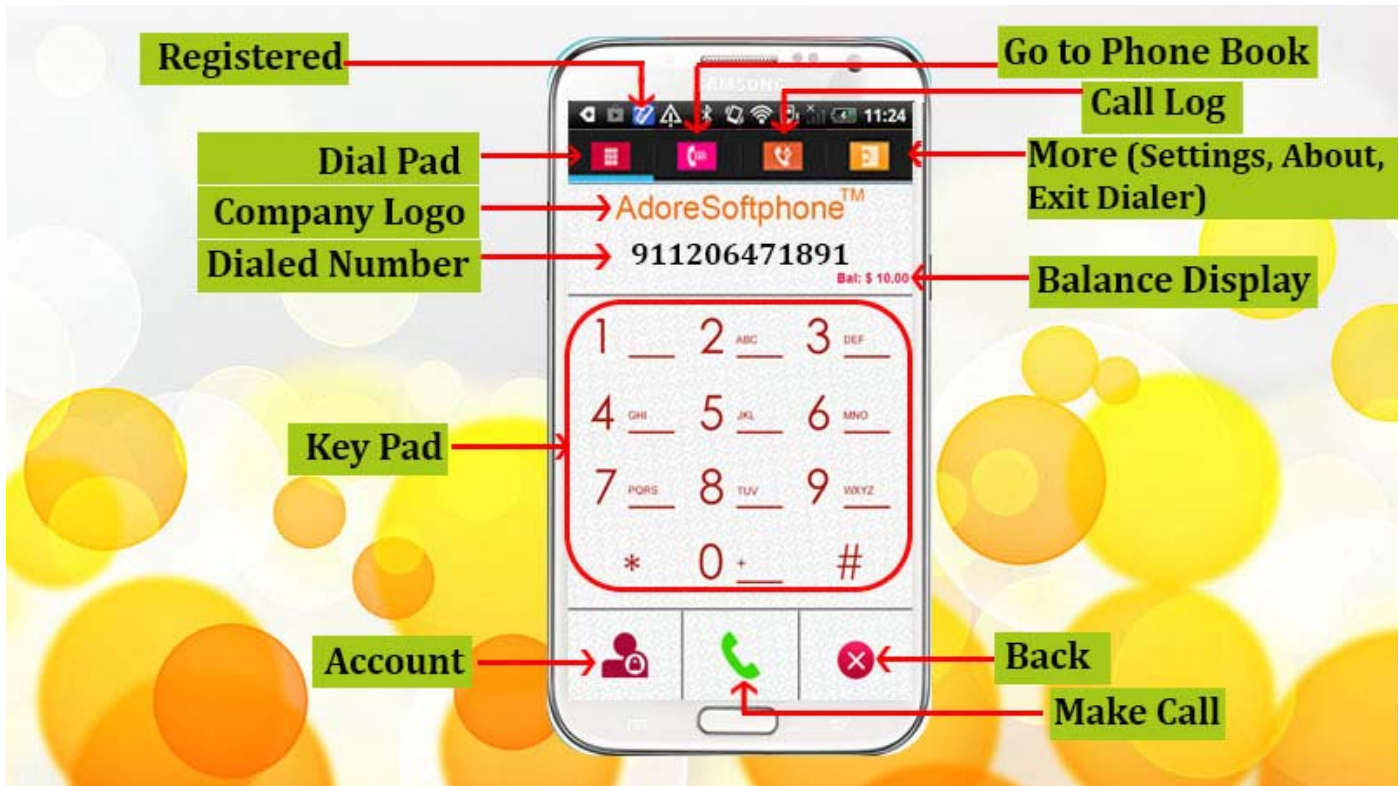 Registered
Go to Phone Book
Call Log
More (Settings, About,
Exit Dialer)
Dial Pad
Company Logo
Dialed Number
Balance Display
Key Pad
Account
Back
Make Call
SAMSUNG
11:24
AdoreSoftphone™
911206471891
Bal: $ 10.00
1 2 ABC 3 DEF
4 GHI 5 JKL 6 MNO
7 PQRS 8 TUV 9 WXYZ
* 0 + #